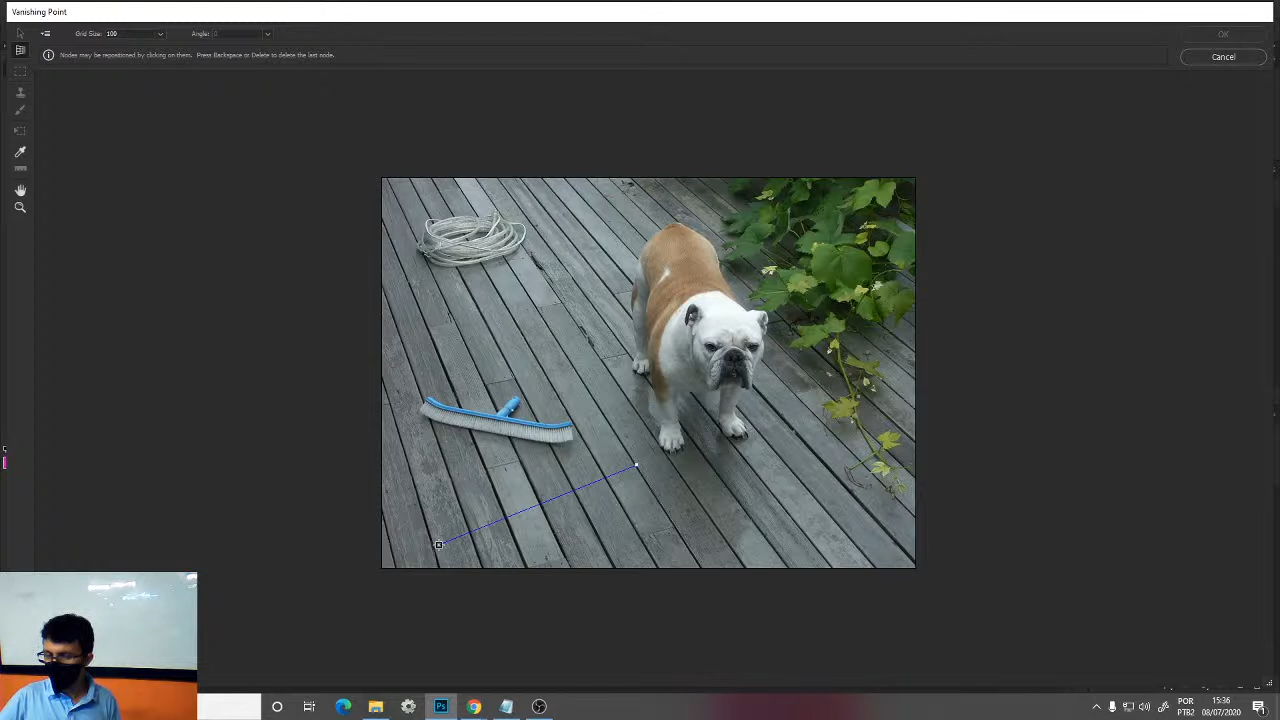 Vanishing Point
Grid Size: 100
Angle:
OK
Nodes may be repositioned by clicking on them. Press Backspace or Delete to delete the last node.
Cancel
Ps
POR
PTB2
15:36
08/07/2020